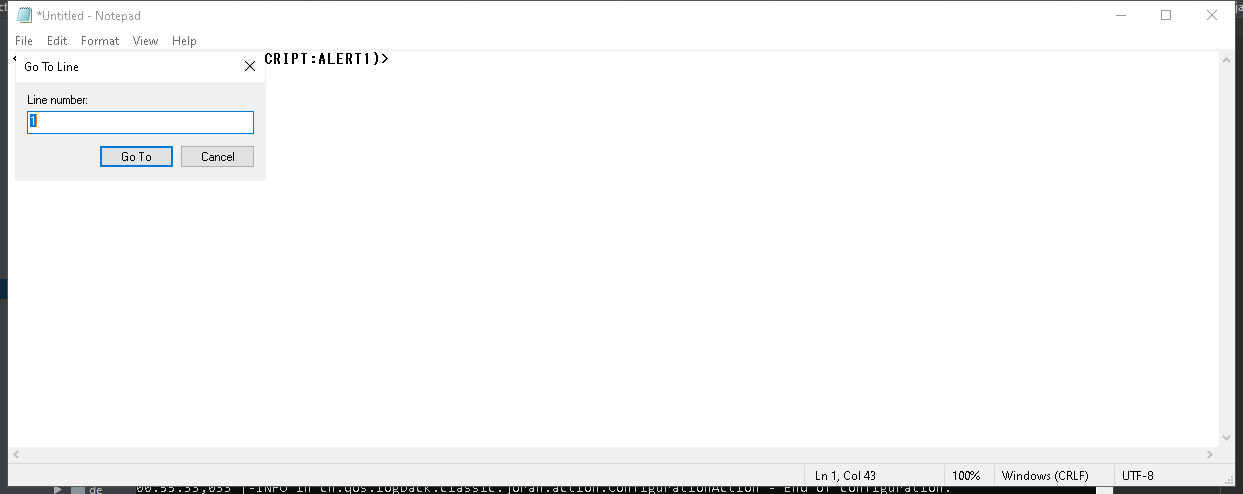 *Untitled - Notepad
File Edit Format View Help
CRIPT:ALERT1)>
Go To Line
Line number:
1
Go To Cancel
Ln 1, Col 43 100% Windows (CRLF) UTF-8
de 00:55:33,033 |-INFO in ch.qos.logback.classic.joran.action.ConfigurationAction - End of configuration.